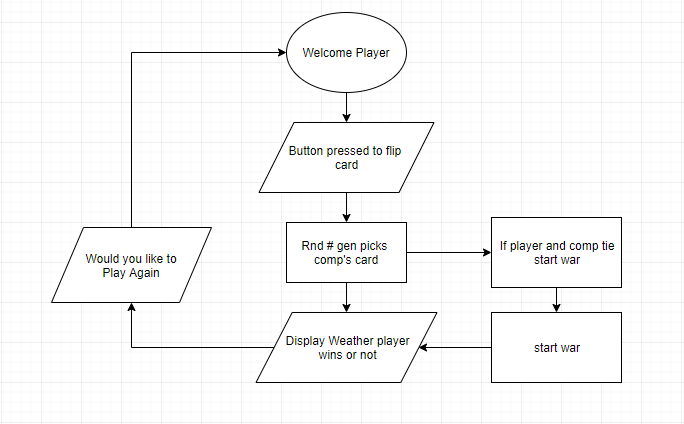 Welcome Player
Button pressed to flip
card
Rnd # gen picks
comp's card
If player and comp tie
start war
Would you like to
Play Again
Display Weather player
wins or not
start war